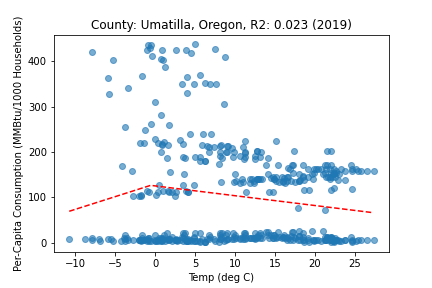 County: Umatilla, Oregon, R2: 0.023 (2019)
Per-Capita Consumption (MMBtu/1000 Households)
400
300
200
100
0
−10 −5 0 5 10 15 20 25
Temp (deg C)